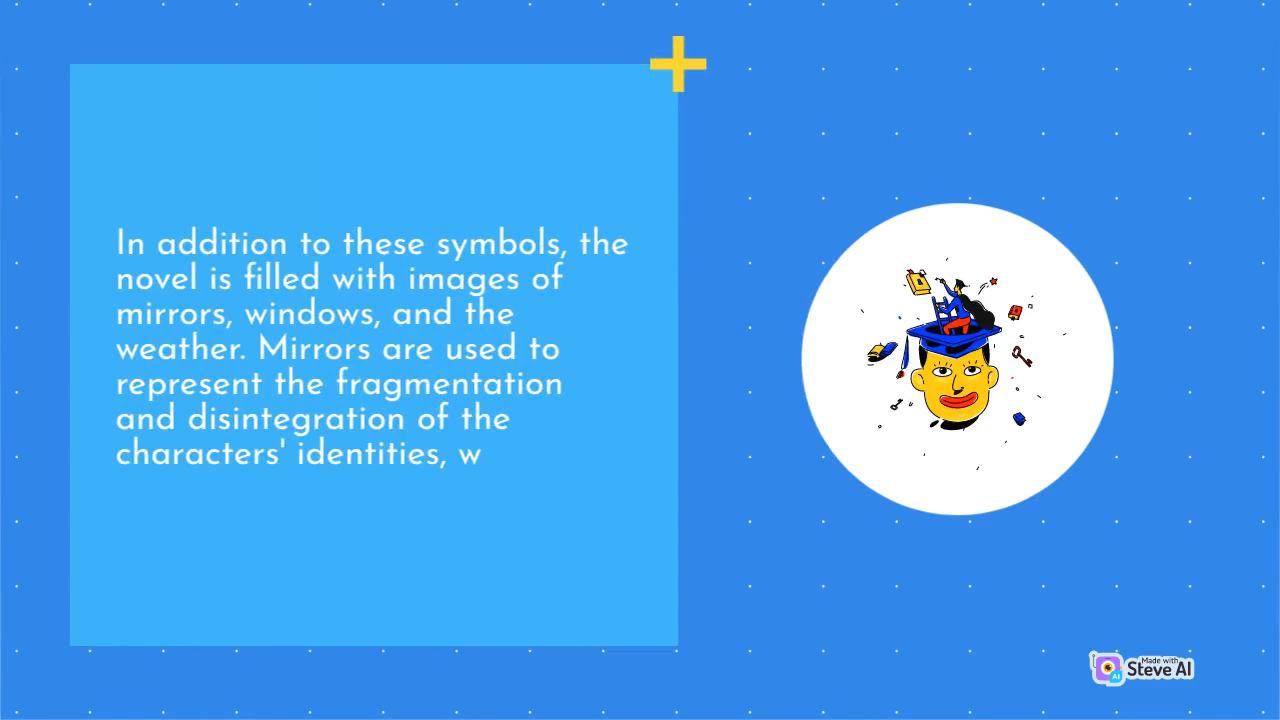 In addition to these symbols, the
novel is filled with images of
mirrors, windows, and the
weather. Mirrors are used to
represent the fragmentation
and disintegration of the
characters' identities, w
Made with
Steve AI
AI